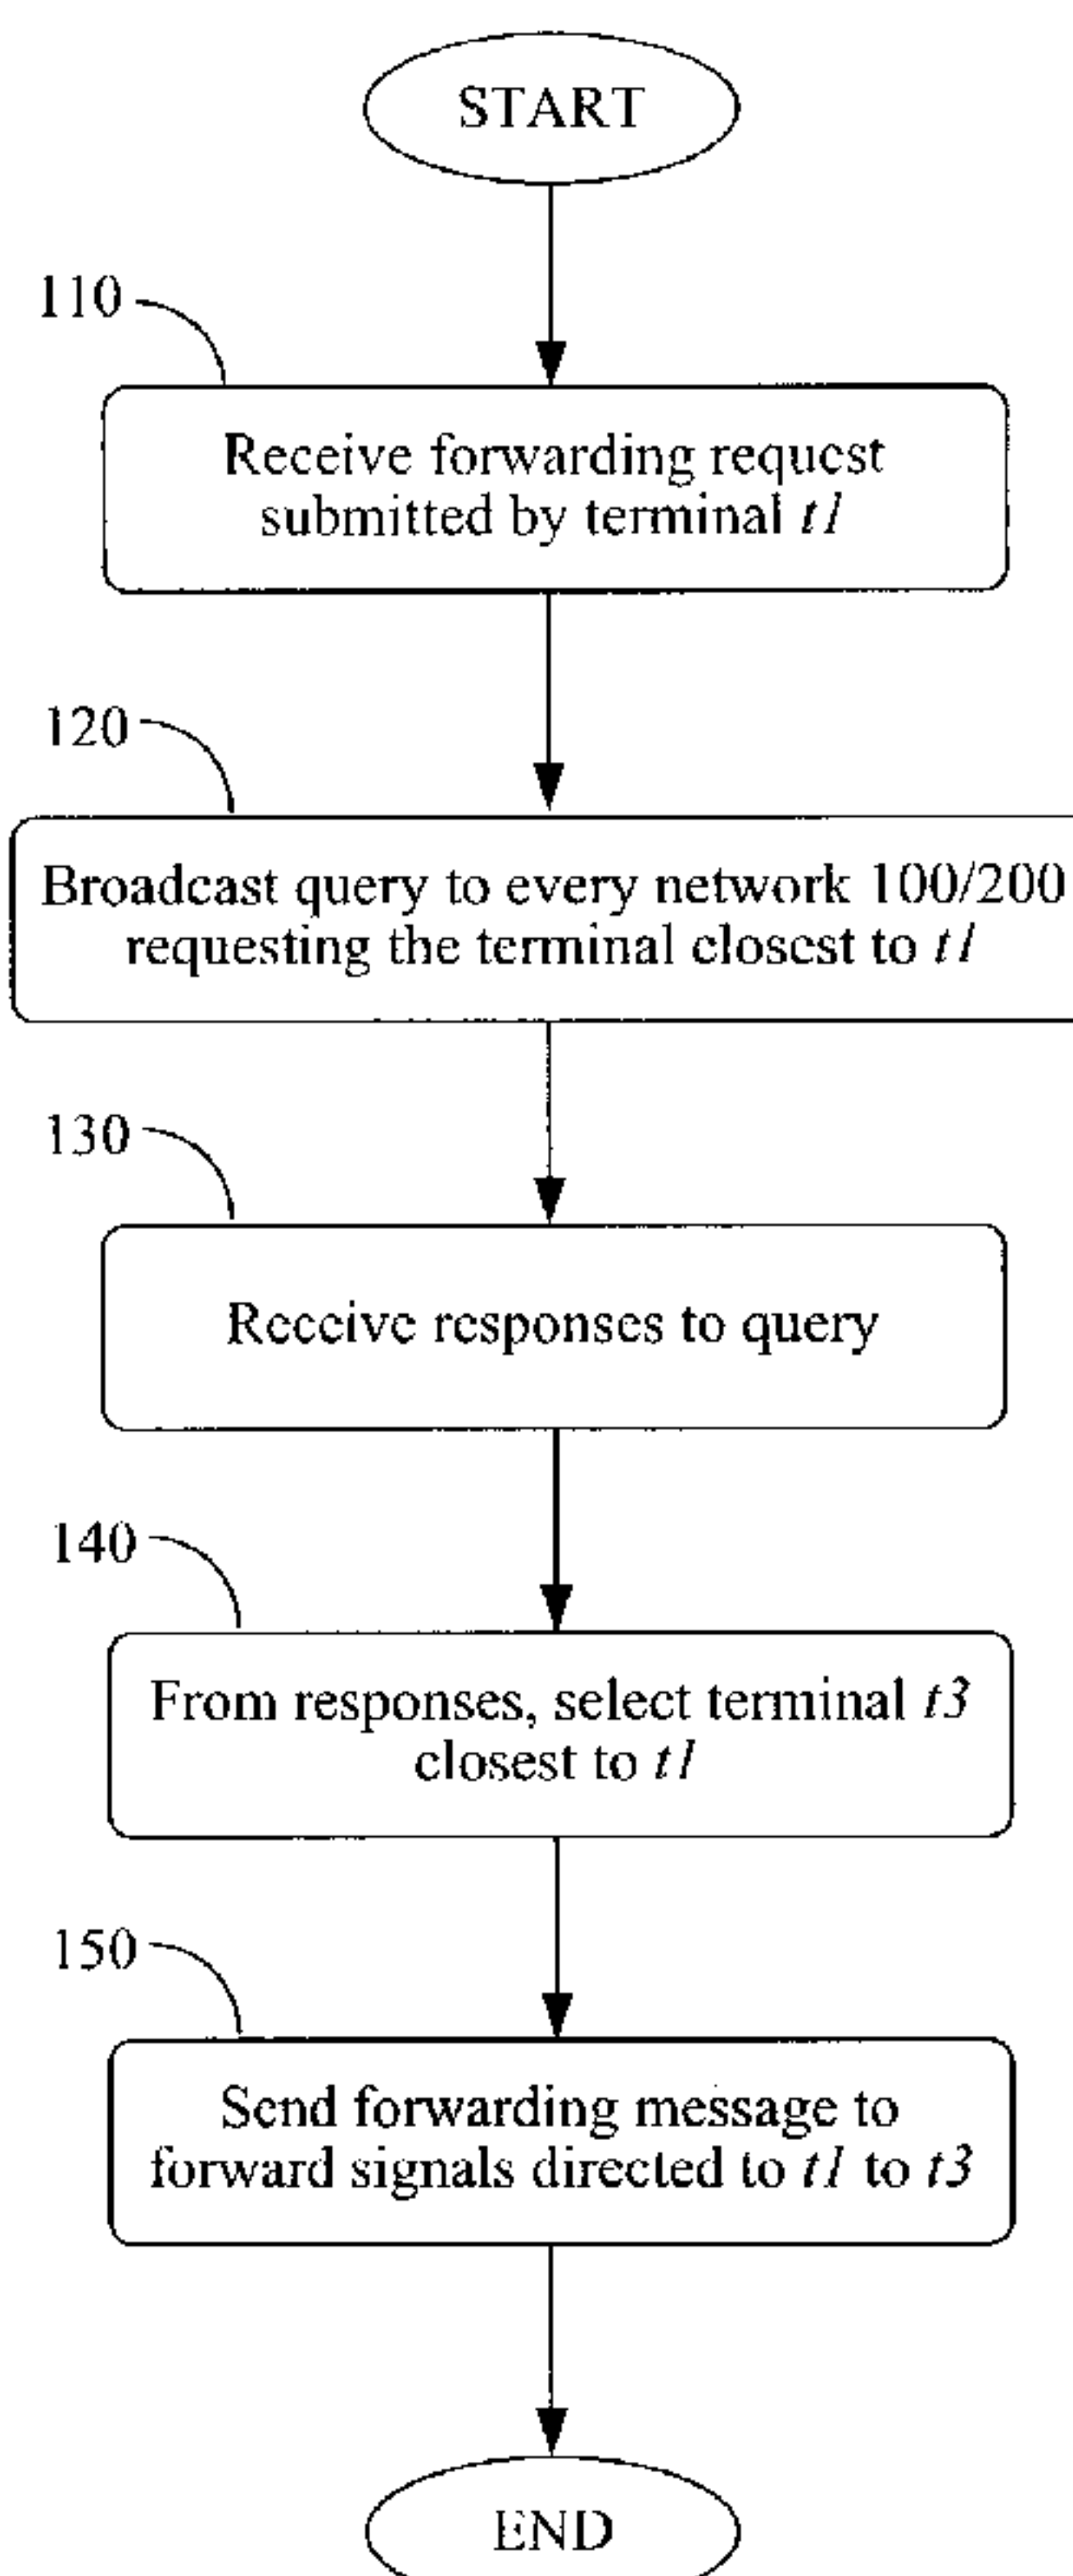 START
110
Receive forwarding request
submitted by terminal t1
120
Broadcast query to every network 100/200
requesting the terminal closest to t1
130
Receive responses to query
140
From responses, select terminal t3
closest to t1
150
Send forwarding message to
forward signals directed to t1 to t3
END